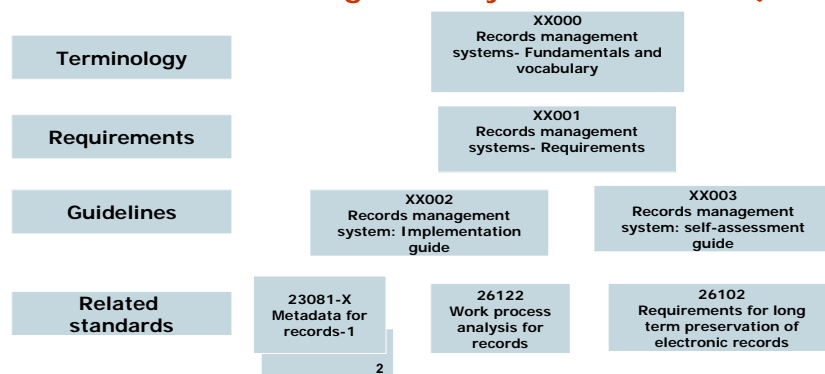 Terminology
XX000
Records management
systems- Fundamentals and
vocabulary
Requirements
XX001
Records management
systems- Requirements
Guidelines
XX002
Records management
system: Implementation
guide
XX003
Records management
system: self-assessment
guide
Related
standards
23081-X
Metadata for
records-1
2
26122
Work process
analysis for
records
26102
Requirements for long
term preservation of
electronic records